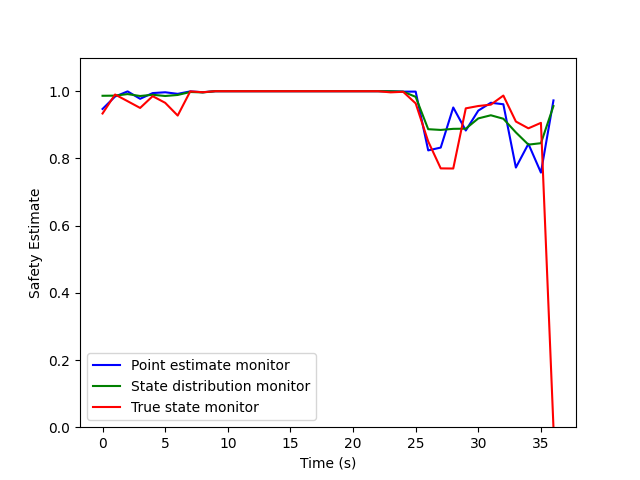 1.0
0.8
0.6
0.4
0.2
0.0
Safety Estimate
Point estimate monitor
State distribution monitor
True state monitor
0 5 10 15 20 25 30 35
Time (s)